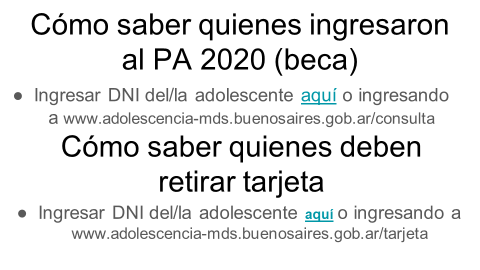 Cómo saber quienes ingresaron
al PA 2020 (beca)
● Ingresar DNI del/la adolescente aquí o ingresando
a www.adolescencia-mds.buenosaires.gob.ar/consulta
Cómo saber quienes deben
retirar tarjeta
● Ingresar DNI del/la adolescente aquí o ingresando a
www.adolescencia-mds.buenosaires.gob.ar/tarjeta